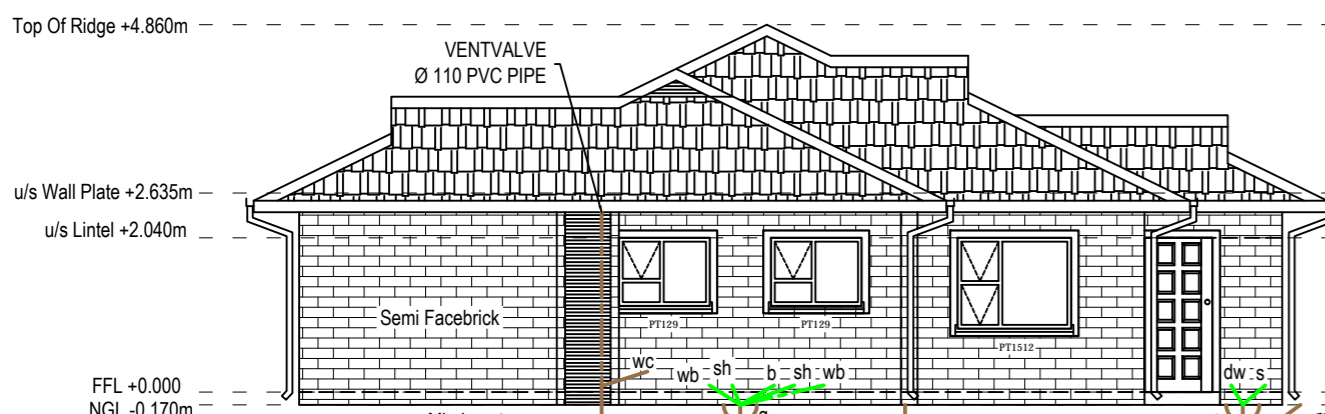 Top Of Ridge +4.860m
VENTVALVE
Ø 110 PVC PIPE
u/s Wall Plate +2.635m
u/s Lintel +2.040m
Semi Facebrick
PT129
PT129
PT1512
wc
wb sh b sh wb
dw s
FFL +0.000
NGL -0.170m
g